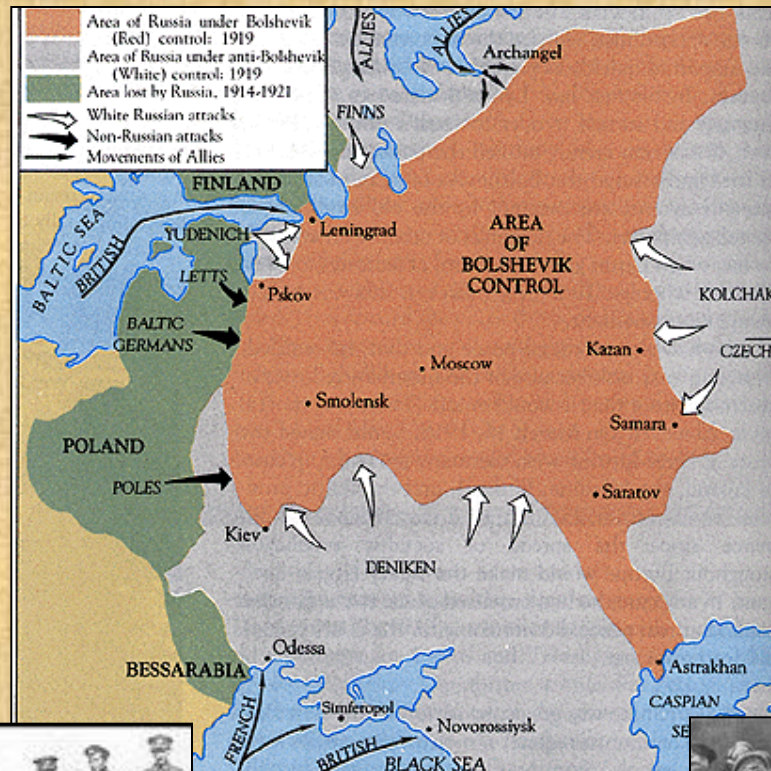 Area of Russia under Bolshevik
(Red) control: 1919
Area of Russia under anti-Bolshevik
(White) control: 1919
Area lost by Russia, 1914-1921
White Russian attacks
Non-Russian attacks
Movements of Allies
ALLIES
ALLIES
Archangel
FINNS
FINLAND
BALTIC SEA
BRITISH
YUDENICH
Leningrad
AREA
OF
BOLSHEVIK
CONTROL
LETTS
Pskov
KOLCHAK
BALTIC
GERMANS
Kazan
CZECH
Moscow
Smolensk
Samara
POLAND
POLES
Saratov
Kiev
DENIKEN
Odessa
BESSARABIA
Astrakhan
CASPIAN
SE
Simferopol
FRENCH
Novorossiysk
BRITISH
BLACK SEA